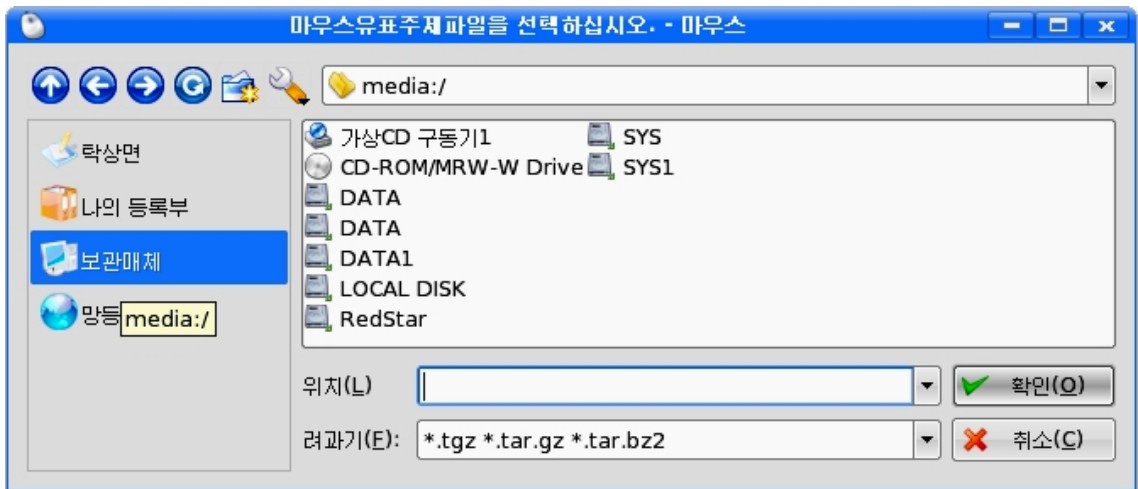 마우스유표주제파일을 선택하십시오. - 마우스
media:/
탁상면
나의 등록부
보관매체
망등
media:/
가상CD 구동기1
CD-ROM/MRW-W Drive
DATA
DATA
DATA1
LOCAL DISK
RedStar
SYS
SYS1
위치(L)
확인(O)
려과기(F):
*.tgz *.tar.gz *.tar.bz2
취소(C)